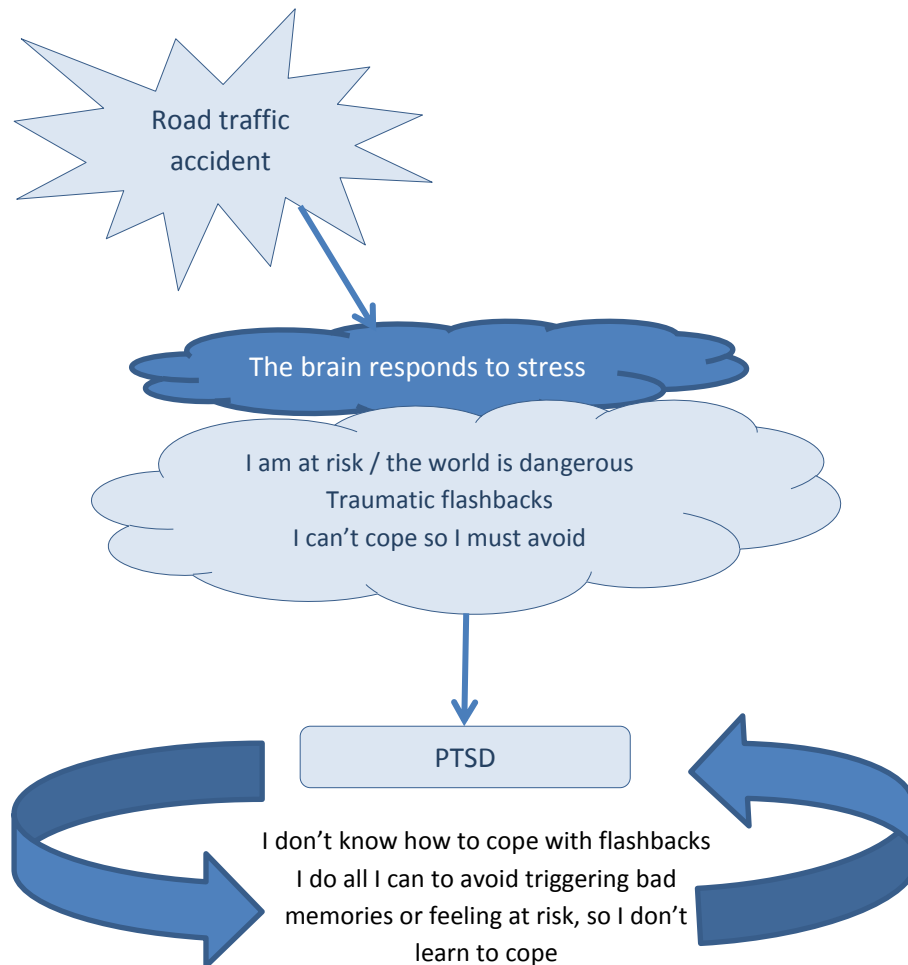 Road traffic
accident
The brain responds to stress
I am at risk / the world is dangerous
Traumatic flashbacks
I can’t cope so I must avoid
PTSD
I don’t know how to cope with flashbacks
I do all I can to avoid triggering bad
memories or feeling at risk, so I don’t
learn to cope